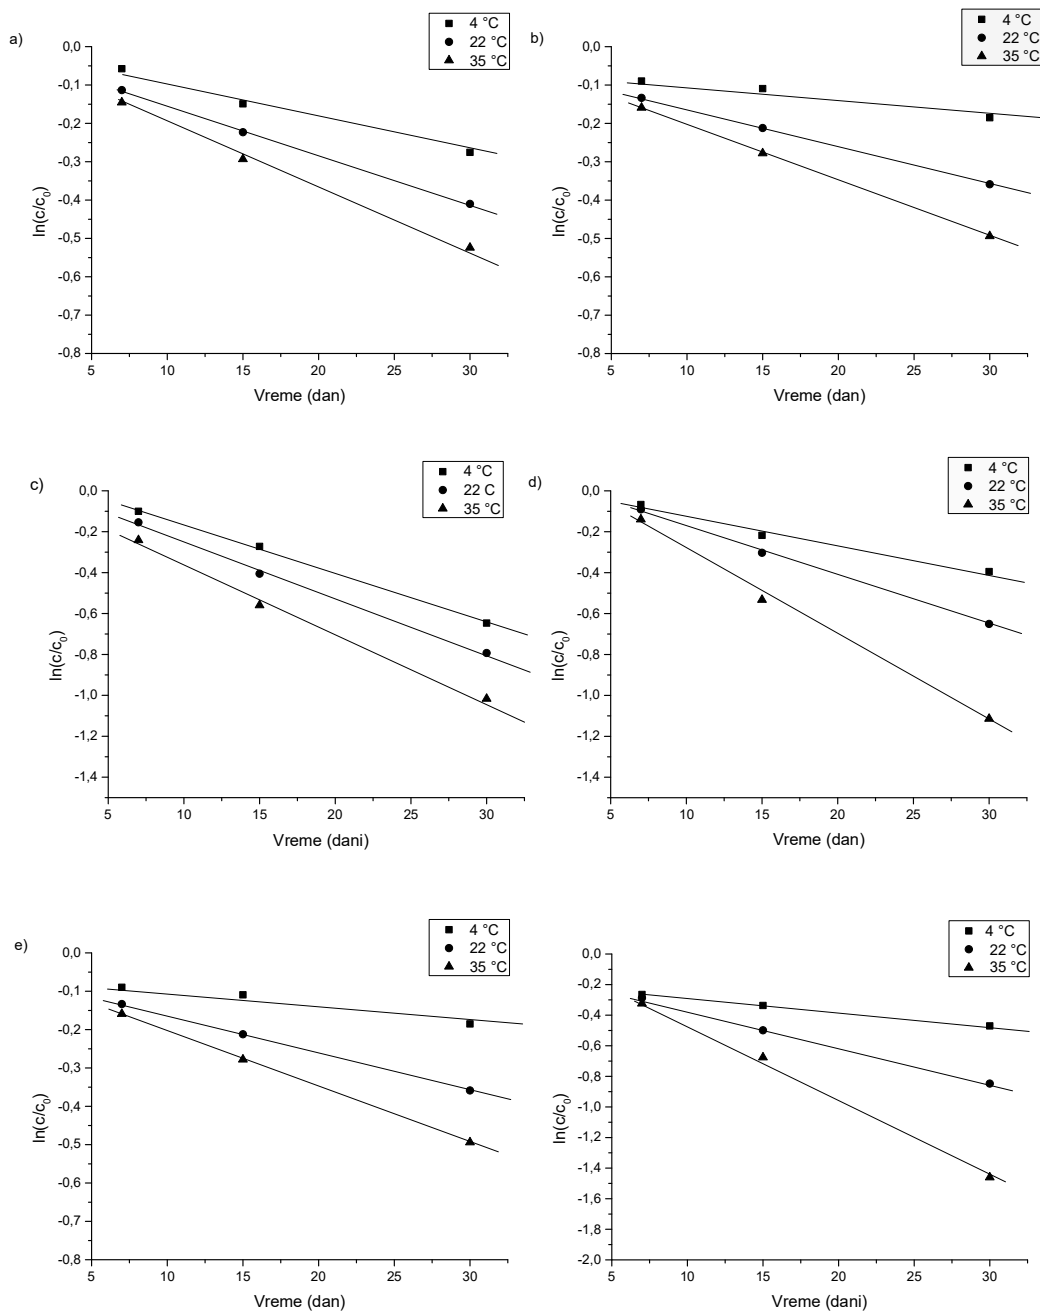 a)
4 °C
22 °C
35 °C
0,0
-0,1
-0,2
-0,3
-0,4
-0,5
-0,6
-0,7
-0,8
ln(c/c0)
5 10 15 20 25 30
Vreme (dan)
b)
4 °C
22 °C
35 °C
0,0
-0,1
-0,2
-0,3
-0,4
-0,5
-0,6
-0,7
-0,8
ln(c/c0)
5 10 15 20 25 30
Vreme (dan)
c)
4 °C
22 C
35 °C
0,0
-0,2
-0,4
-0,6
-0,8
-1,0
-1,2
-1,4
ln(c/c0)
5 10 15 20 25 30
Vreme (dani)
d)
4 °C
22 °C
35 °C
0,0
-0,2
-0,4
-0,6
-0,8
-1,0
-1,2
-1,4
ln(c/c0)
5 10 15 20 25 30
Vreme (dan)
e)
4 °C
22 °C
35 °C
0,0
-0,1
-0,2
-0,3
-0,4
-0,5
-0,6
-0,7
-0,8
ln(c/c0)
5 10 15 20 25 30
Vreme (dan)
4 °C
22 °C
35 °C
0,0
-0,2
-0,4
-0,6
-0,8
-1,0
-1,2
-1,4
-1,6
-1,8
-2,0
ln(c/c0)
5 10 15 20 25 30
Vreme (dani)